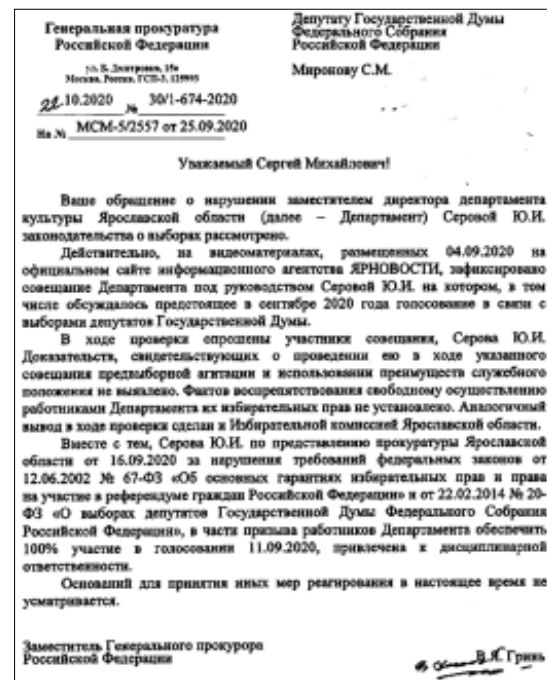 Генеральная прокуратура
Российской Федерации
ул. Б. Дмитровка, 15а
Москва, Россия, ГСП-3, 125993
22.10.2020 № 30/1-674-2020
На № МСМ-5/2557 от 25.09.2020
Депутату Государственной Думы
Федерального Собрания
Российской Федерации
Миронову С.М.
Уважаемый Сергей Михайлович!
Ваше обращение о нарушении заместителем директора департамента
культуры Ярославской области (далее – Департамент) Серовой Ю.И.
законодательства о выборах рассмотрено.
Действительно, на видеоматериалах, размещенных 04.09.2020 на
официальном сайте информационного агентства ЯРНОВОСТИ, зафиксировано
совещание Департамента под руководством Серовой Ю.И. на котором, в том
числе обсуждалось предстоящее в сентябре 2020 года голосование в связи с
выборами депутатов Государственной Думы.
В ходе проверки опрошены участники совещания, Серова Ю.И.
Доказательств, свидетельствующих о проведении ею в ходе указанного
совещания предвыборной агитации и использовании преимуществ служебного
положения не выявлено. Фактов воспрепятствования свободному осуществлению
работниками Департамента их избирательных прав не установлено. Аналогичный
вывод в ходе проверки сделан и Избирательной комиссией Ярославской области.
Вместе с тем, Серова Ю.И. по представлению прокуратуры Ярославской
области от 16.09.2020 за нарушения требований федеральных законов от
12.06.2002 № 67-ФЗ «Об основных гарантиях избирательных прав и права
на участие в референдуме граждан Российской Федерации» и от 22.02.2014 № 20-
ФЗ «О выборах депутатов Государственной Думы Федерального Собрания
Российской Федерации», в части призыва работников Департамента обеспечить
100% участие в голосовании 11.09.2020, привлечена к дисциплинарной
ответственности.
Оснований для принятия иных мер реагирования в настоящее время не
усматривается.
Заместитель Генерального прокурора
Российской Федерации
В.Я. Гринь